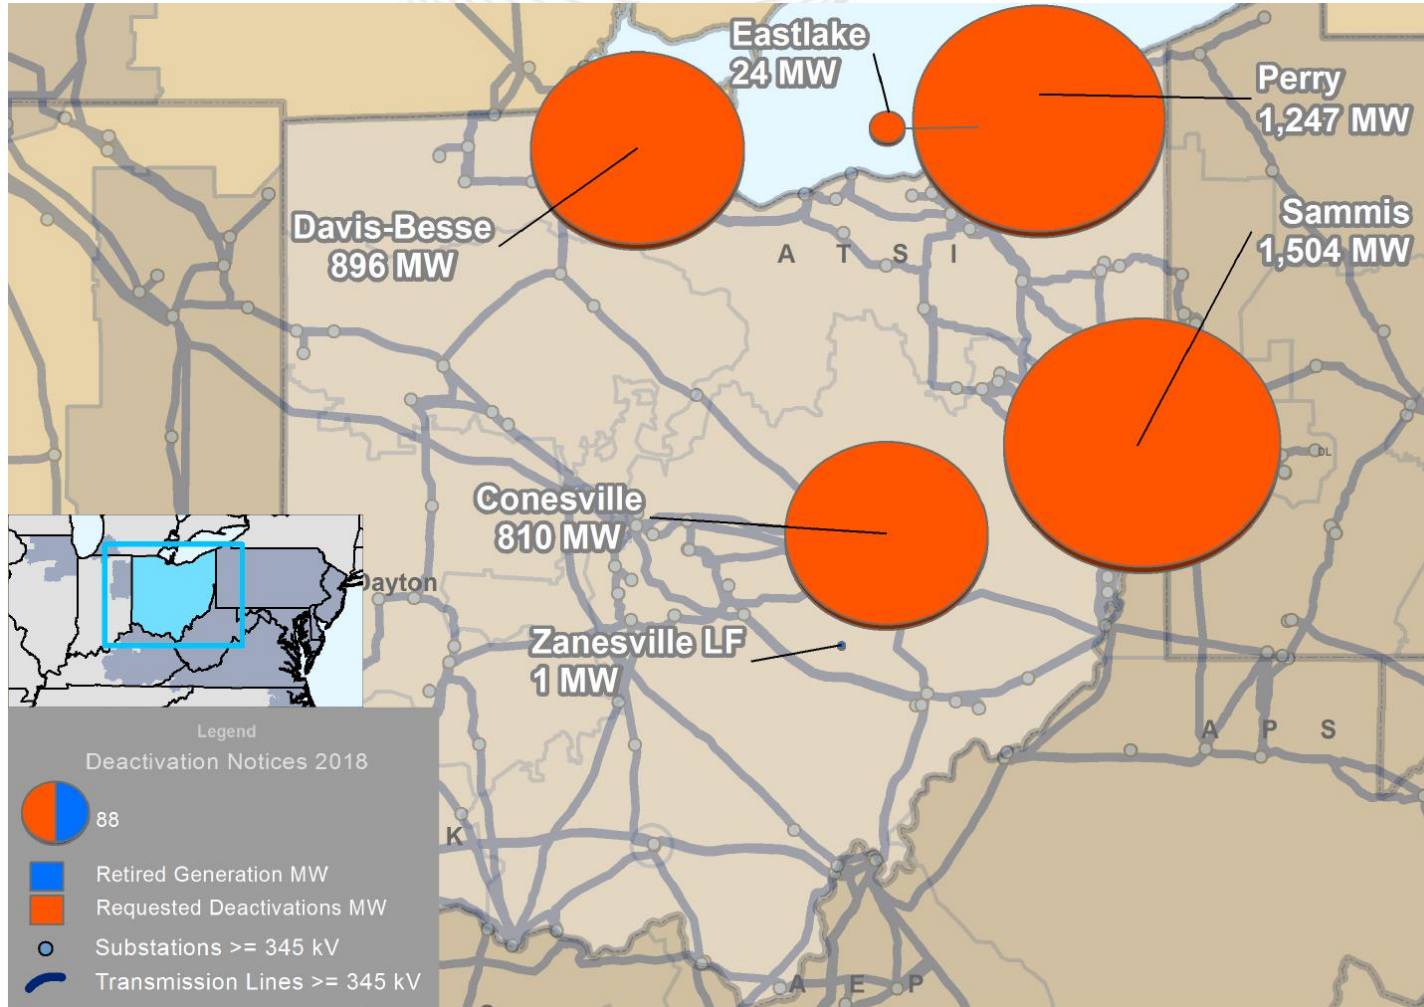 Eastlake
24 MW
Perry
1,247 MW
Davis-Besse
896 MW
Sammis
1,504 MW
A T S I
DL
Conesville
810 MW
Dayton
Zanesville LF
1 MW
A P S
K
A E P
Legend
Deactivation Notices 2018
88
Retired Generation MW
Requested Deactivations MW
Substations >= 345 kV
Transmission Lines >= 345 kV